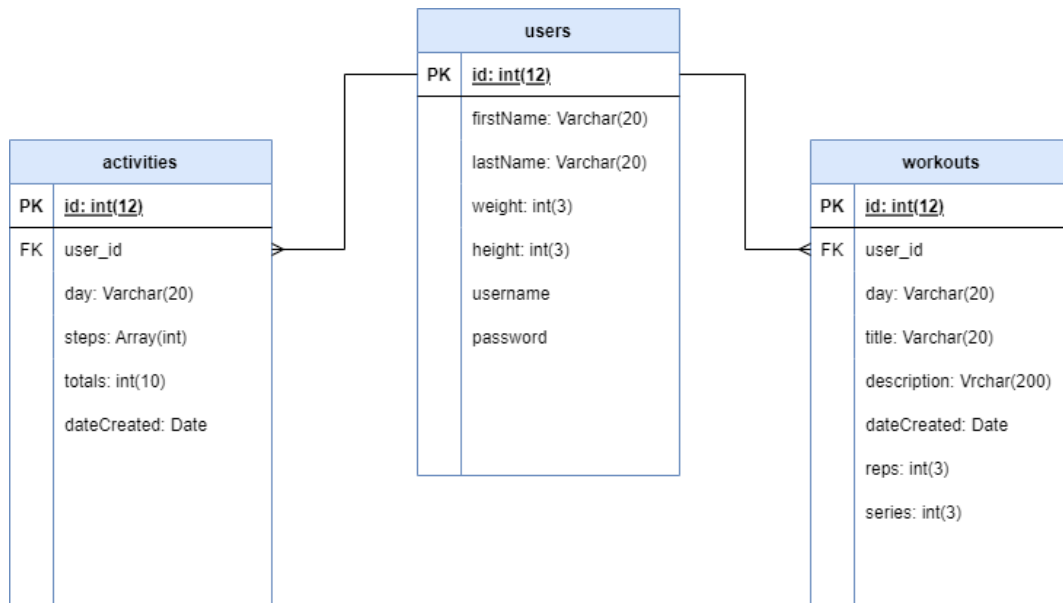 users
PK id: int(12)
firstName: Varchar(20)
lastName: Varchar(20)
weight: int(3)
height: int(3)
username
password
activities
PK id: int(12)
FK user_id
day: Varchar(20)
steps: Array(int)
totals: int(10)
dateCreated: Date
workouts
PK id: int(12)
FK user_id
day: Varchar(20)
title: Varchar(20)
description: Vrchar(200)
dateCreated: Date
reps: int(3)
series: int(3)